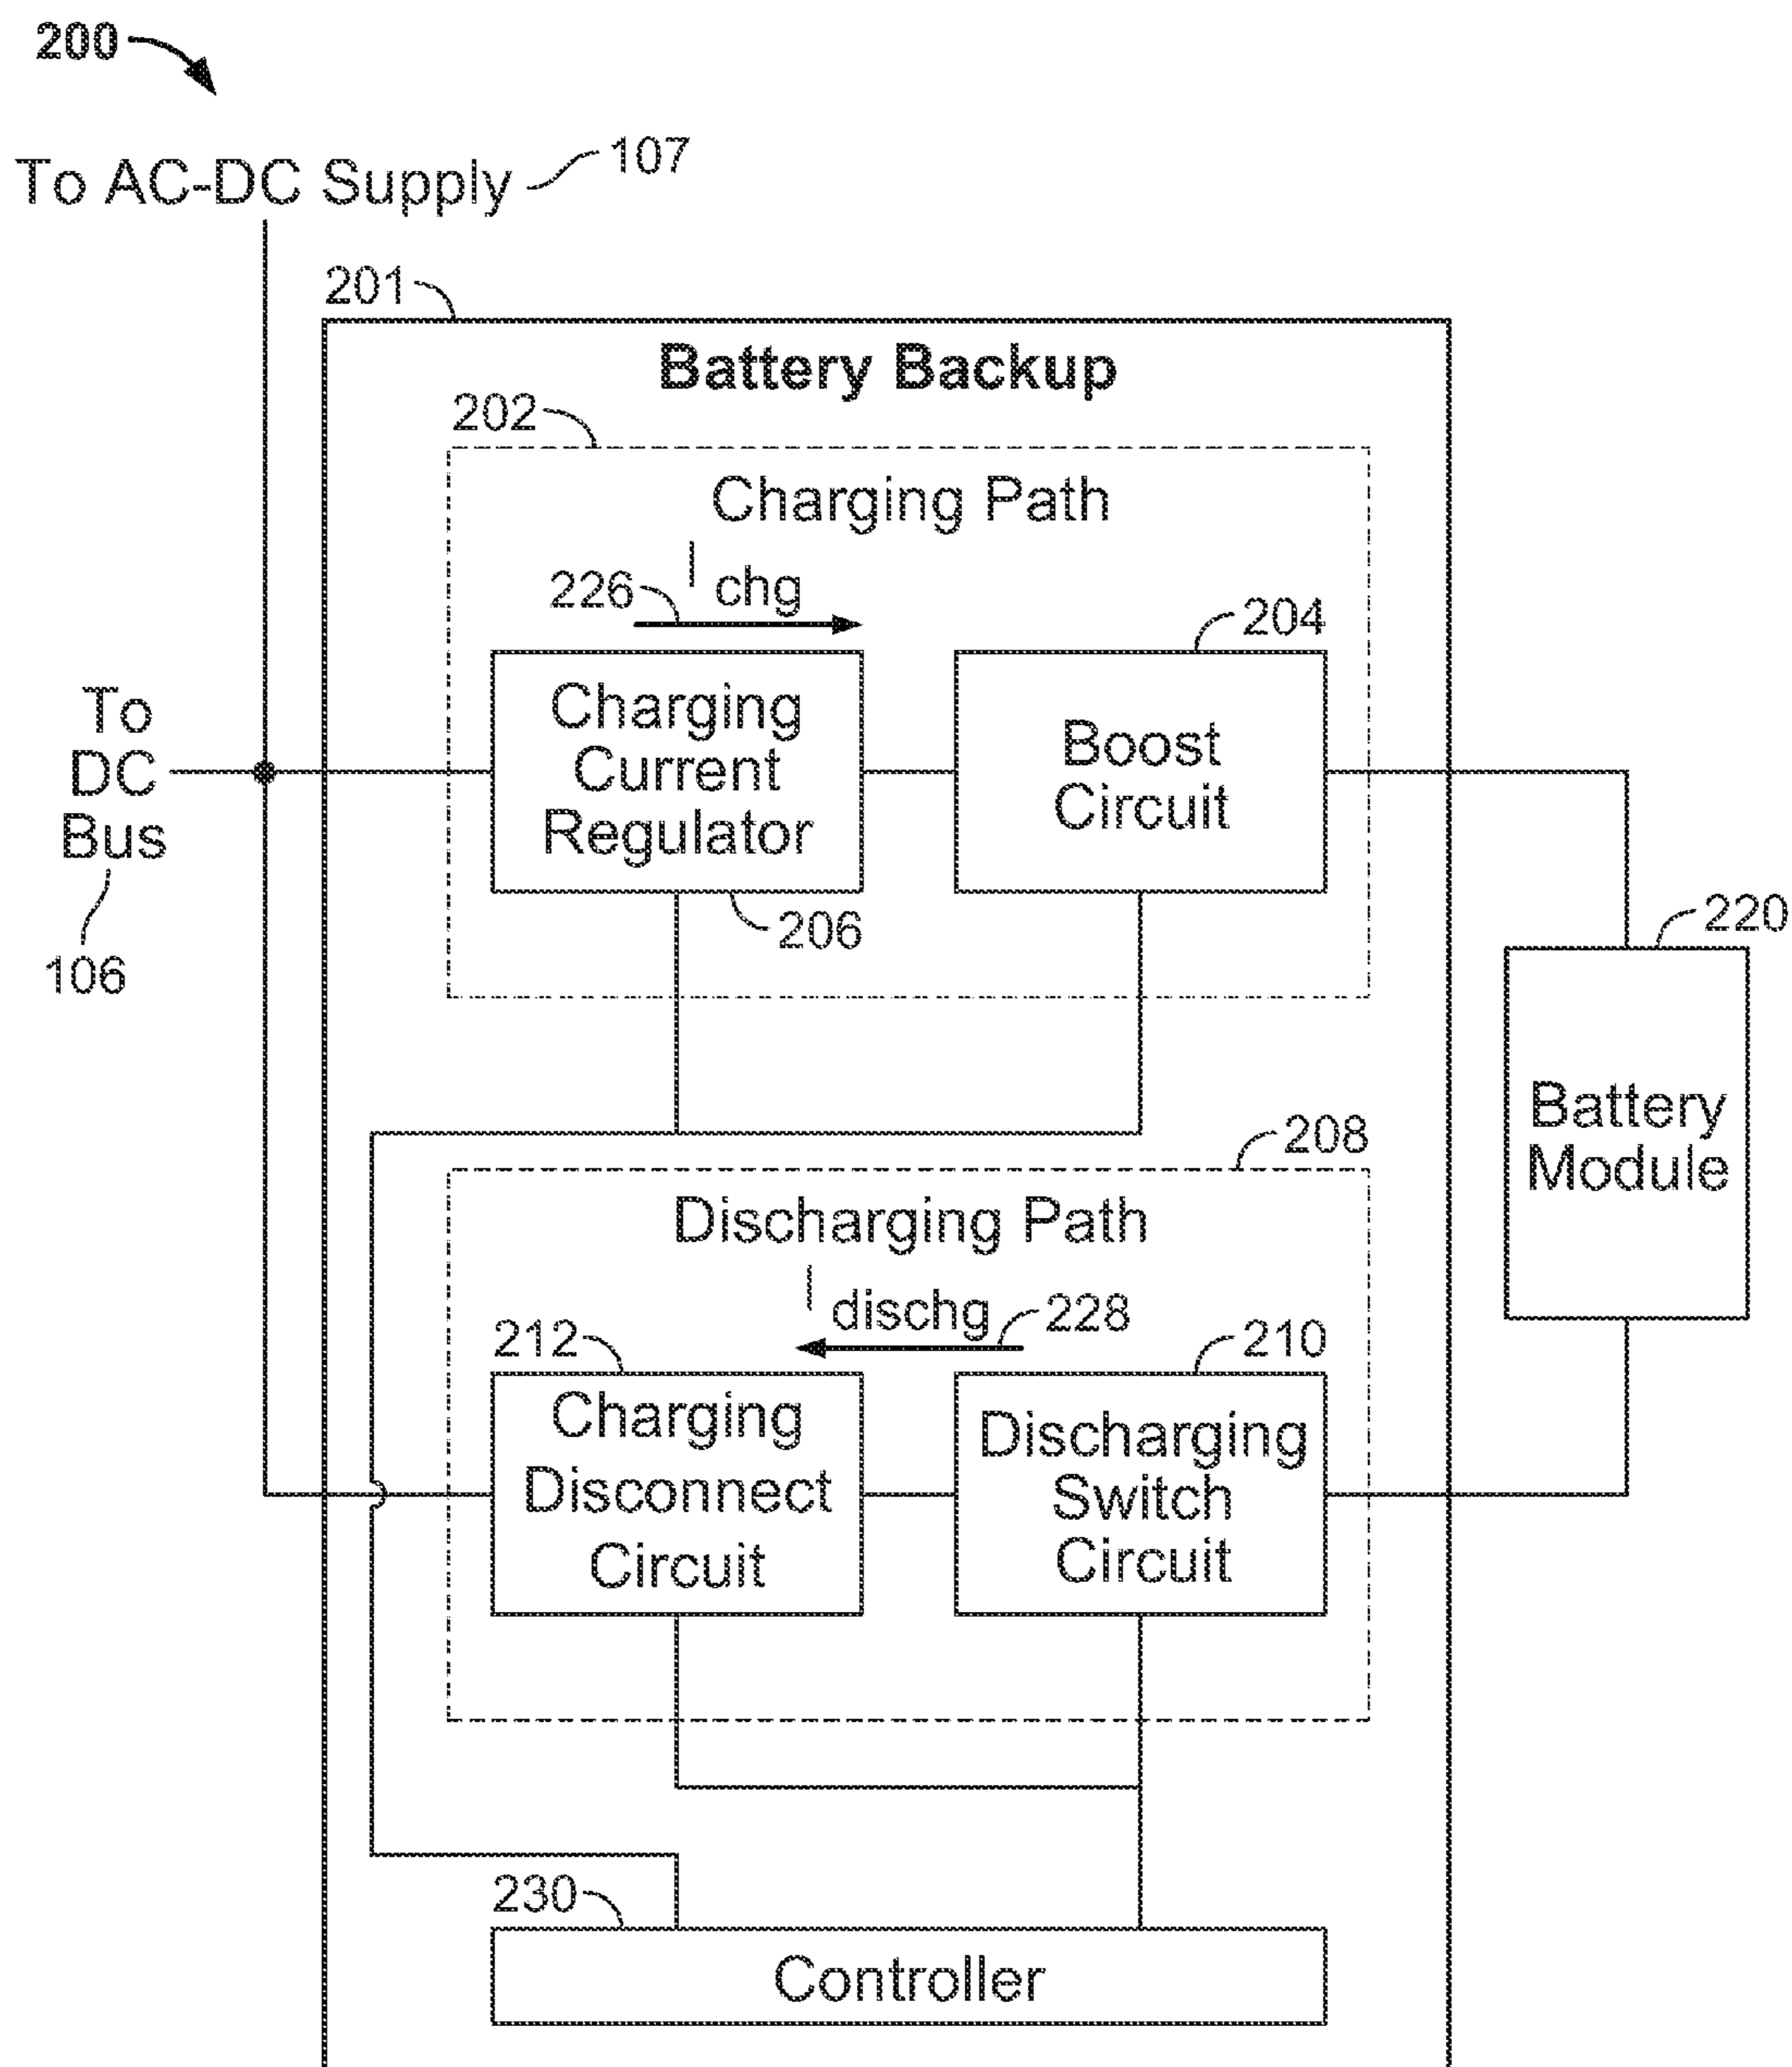 200
To AC-DC Supply 107
201
Battery Backup
202
Charging Path
I chg
226
204
Charging
Current
Regulator
Boost
Circuit
To
DC
Bus
106
206
220
Battery
Module
208
Discharging Path
I dischg
228
212
210
Charging
Disconnect
Circuit
Discharging
Switch
Circuit
230
Controller